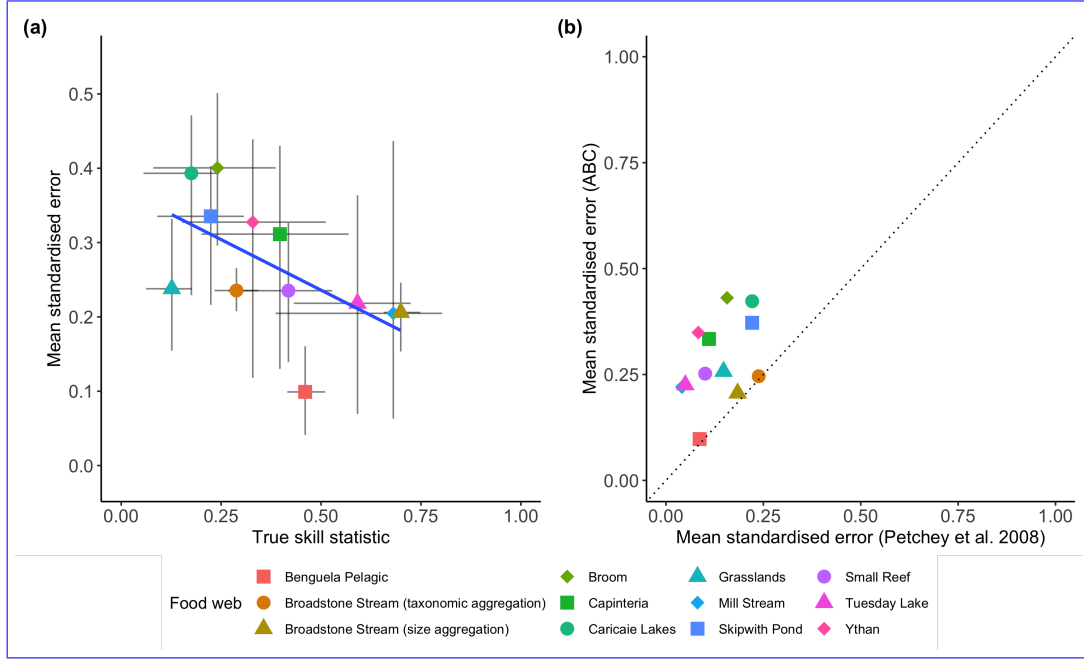 (a)
Mean standardised error
0.5
0.4
0.3
0.2
0.1
0.0
0.00 0.25 0.50 0.75 1.00
True skill statistic
(b)
Mean standardised error (ABC)
1.00
0.75
0.50
0.25
0.00
0.00 0.25 0.50 0.75 1.00
Mean standardised error (Petchey et al. 2008)
Food web
Benguela Pelagic
Broadstone Stream (taxonomic aggregation)
Broadstone Stream (size aggregation)
Broom
Capinteria
Caricaie Lakes
Grasslands
Mill Stream
Skipwith Pond
Small Reef
Tuesday Lake
Ythan